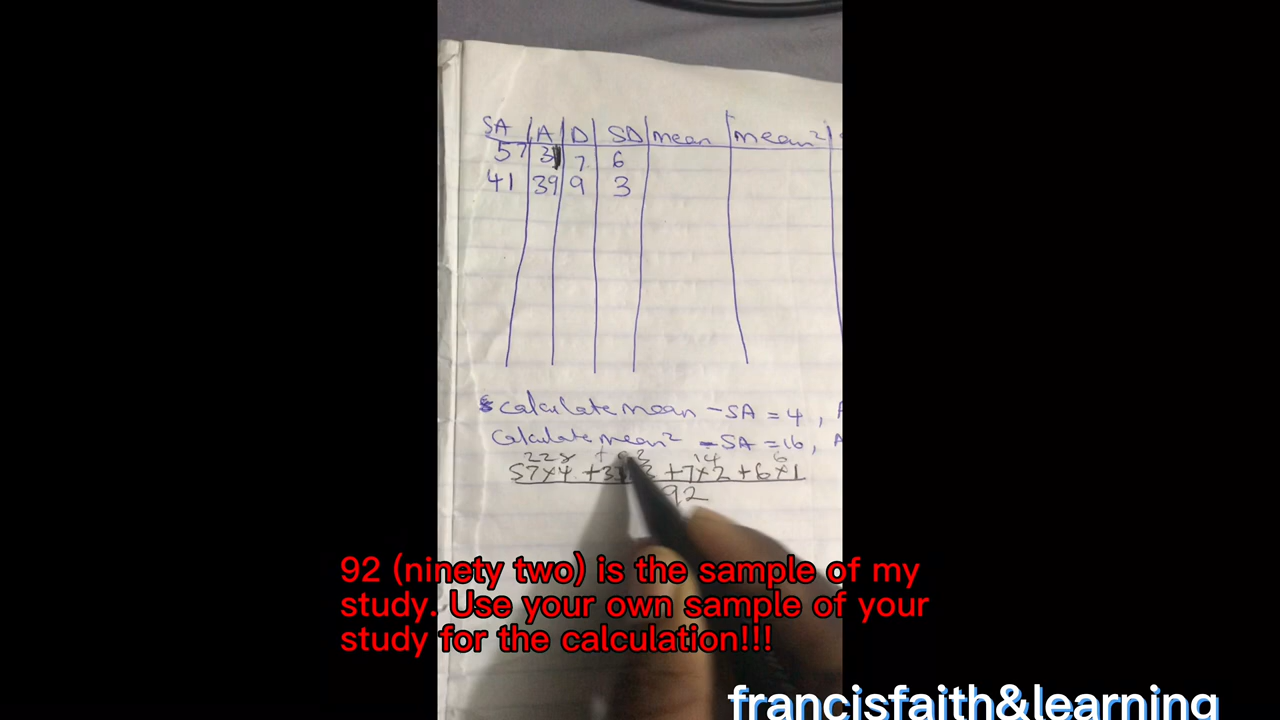 SA A D SD mean mean²
57 3 7 6
41 39 9 3
calculate mean - SA = 4,
calculate mean² - SA = 16,
228 + 14 6
57x4 + +7x2 +6x1
92
92 (ninety two) is the sample of my
study. Use your own sample of your
study for the calculation!!!
francisfaith&learning